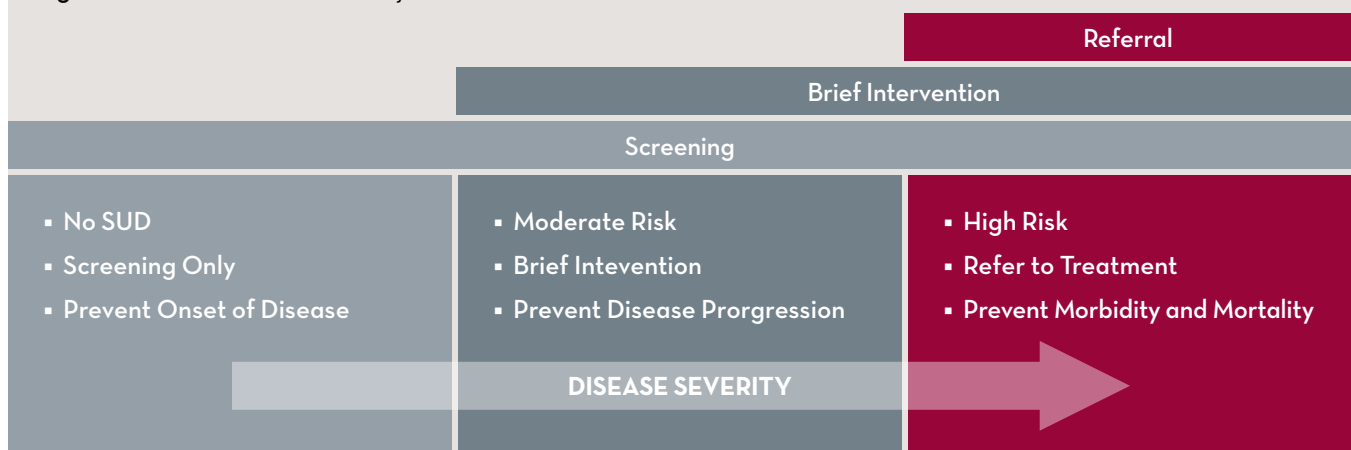 Referral
Brief Intervention
Screening
▪ No SUD
▪ Screening Only
▪ Prevent Onset of Disease
▪ Moderate Risk
▪ Brief Intevention
▪ Prevent Disease Prorgression
▪ High Risk
▪ Refer to Treatment
▪ Prevent Morbidity and Mortality
DISEASE SEVERITY